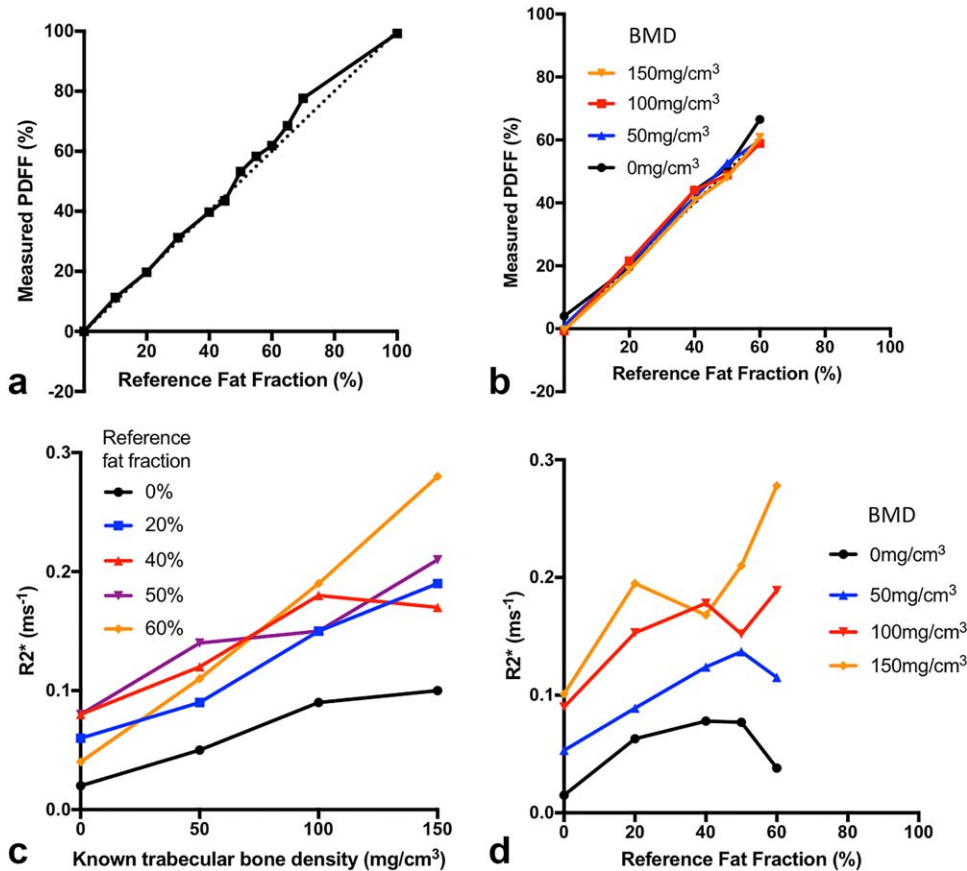 100
80
60
40
20
0
-20
20 40 60 80 100
Measured PDFF (%)
Reference Fat Fraction (%)
a
BMD
150mg/cm³
100mg/cm³
50mg/cm³
0mg/cm³
100
80
60
40
20
0
-20
20 40 60 80 100
Measured PDFF (%)
Reference Fat Fraction (%)
b
Reference
fat fraction
0%
20%
40%
50%
60%
0.3
0.2
0.1
0.0
0 50 100 150
R2* (ms⁻¹)
Known trabecular bone density (mg/cm³)
c
BMD
0mg/cm³
50mg/cm³
100mg/cm³
150mg/cm³
0.3
0.2
0.1
0.0
0 20 40 60 80 100
R2* (ms⁻¹)
Reference Fat Fraction (%)
d